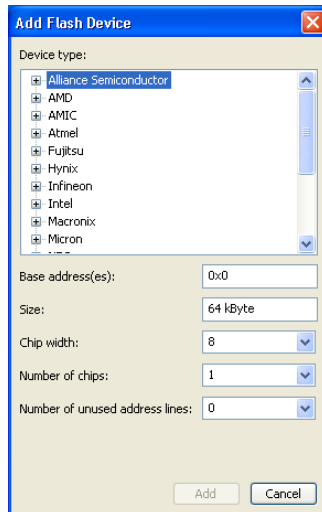 Add Flash Device
Device type:
Alliance Semiconductor
AMD
AMIC
Atmel
Fujitsu
Hynix
Infineon
Intel
Macronix
Micron
Base address(es): 0x0
Size: 64 kByte
Chip width: 8
Number of chips: 1
Number of unused address lines: 0
Add Cancel